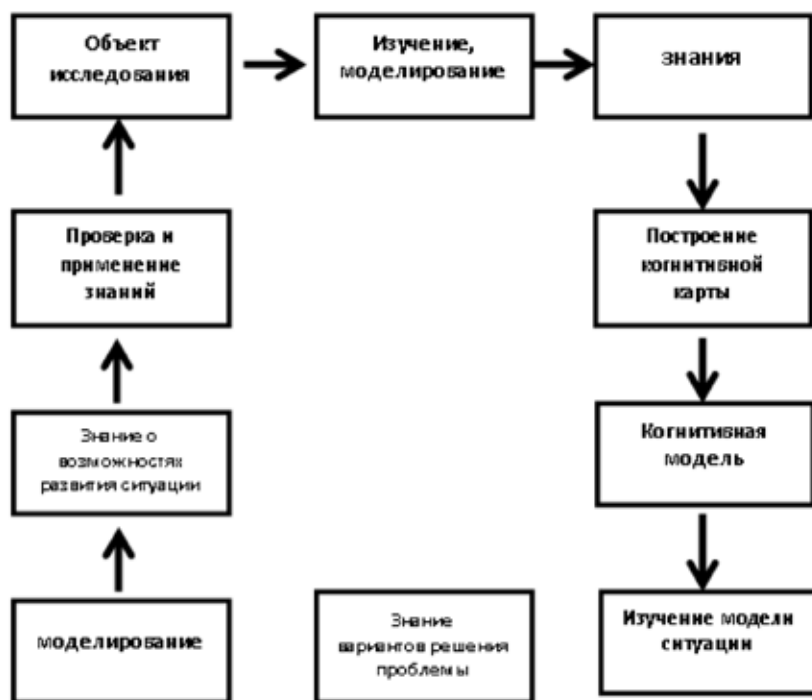 Объект
исследования
Изучение,
моделирование
знания
Проверка и
применение
знаний
Построение
когнитивной
карты
Знание о
возможностях
развития ситуации
Когнитивная
модель
моделирование
Знание
вариантов решения
проблемы
Изучение модели
ситуации